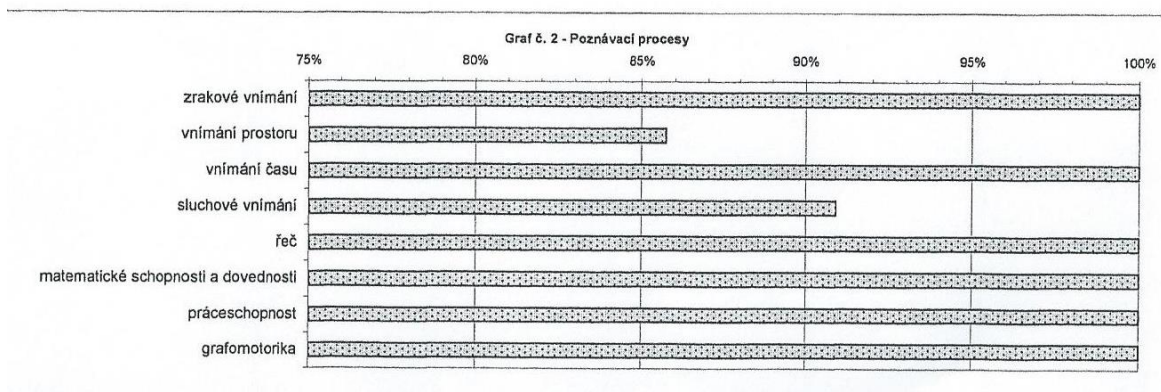 Graf č. 2 - Poznávací procesy
75% 80% 85% 90% 95% 100%
zrakové vnímání
vnímání prostoru
vnímání času
sluchové vnímání
řeč
matematické schopnosti a dovednosti
práceschopnost
grafomotorika